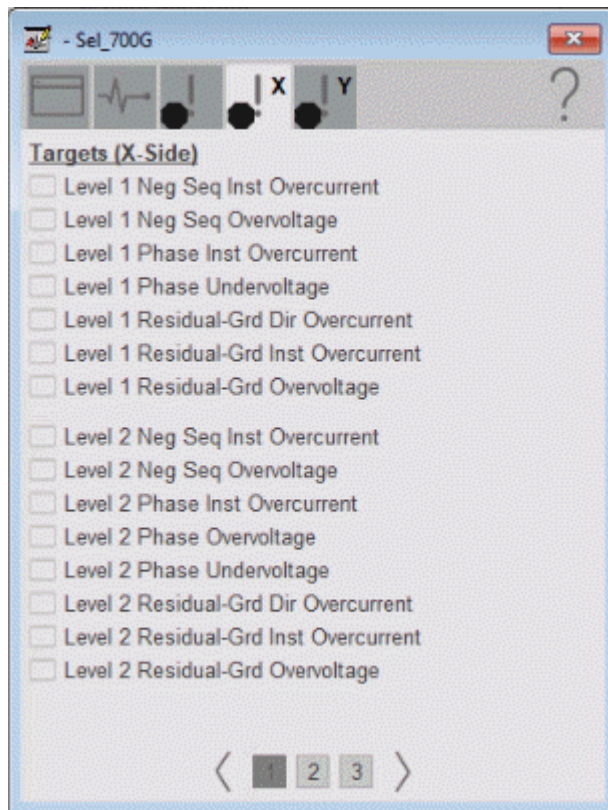 - Sel_700G
X
Y
?
Targets (X-Side)
Level 1 Neg Seq Inst Overcurrent
Level 1 Neg Seq Overvoltage
Level 1 Phase Inst Overcurrent
Level 1 Phase Undervoltage
Level 1 Residual-Grd Dir Overcurrent
Level 1 Residual-Grd Inst Overcurrent
Level 1 Residual-Grd Overvoltage
Level 2 Neg Seq Inst Overcurrent
Level 2 Neg Seq Overvoltage
Level 2 Phase Inst Overcurrent
Level 2 Phase Overvoltage
Level 2 Phase Undervoltage
Level 2 Residual-Grd Dir Overcurrent
Level 2 Residual-Grd Inst Overcurrent
Level 2 Residual-Grd Overvoltage
1 2 3